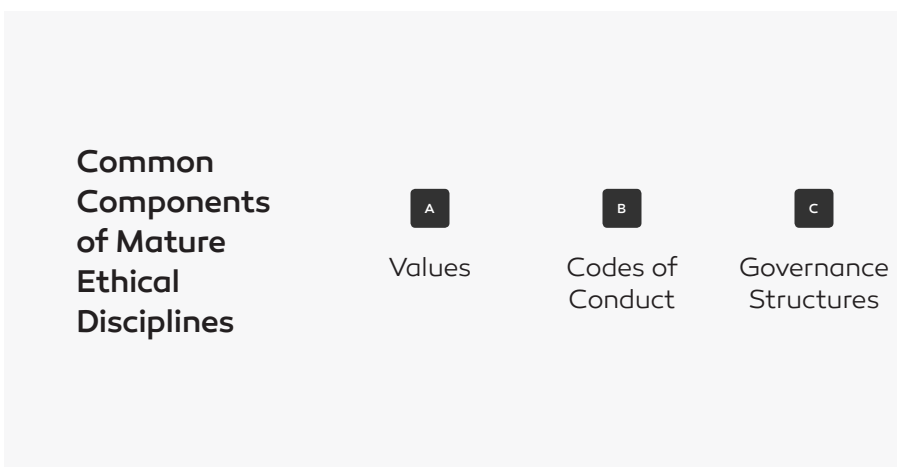 Common
Components
of Mature
Ethical
Disciplines
A
Values
B
Codes of
Conduct
C
Governance
Structures